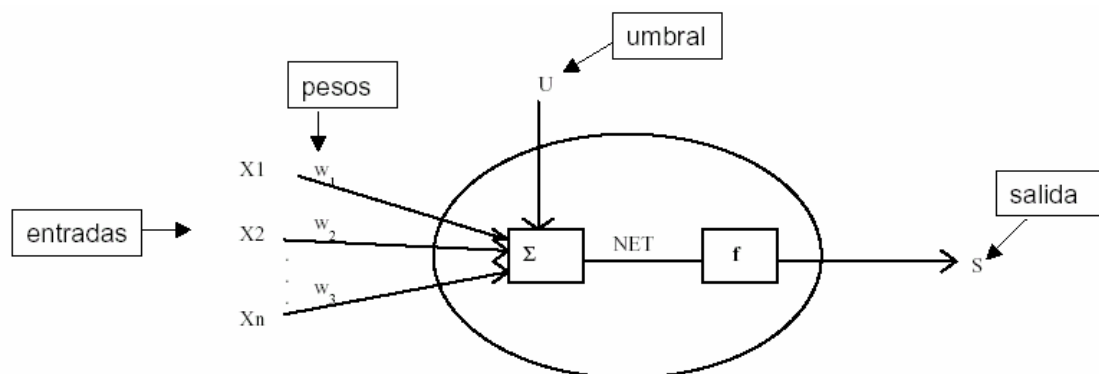 umbral
pesos
U
X1
w1
salida
entradas
X2
w2
Σ
NET
f
S
w3
Xn